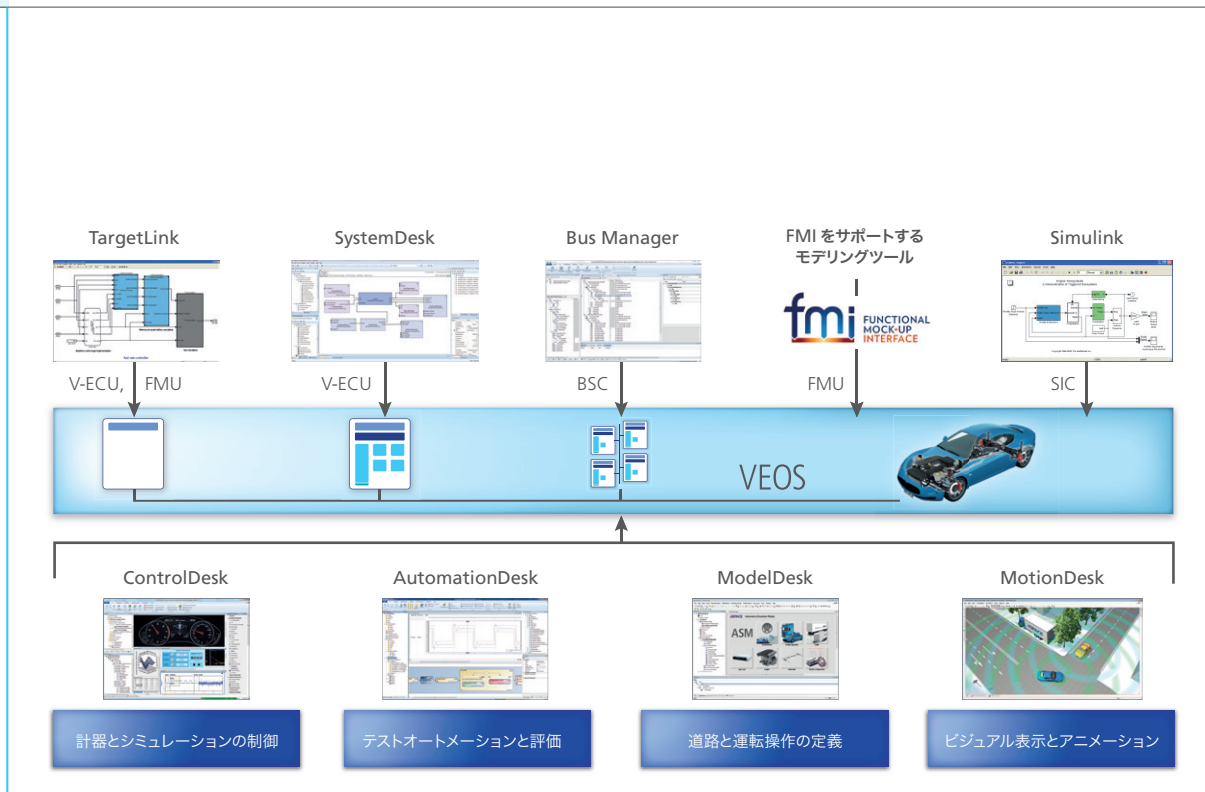 TargetLink
SystemDesk
Bus Manager
FMI をサポートする
モデリングツール
Simulink
fmi FUNCTIONAL
MOCK-UP
INTERFACE
V-ECU, FMU
V-ECU
BSC
FMU
SIC
VEOS
ControlDesk
AutomationDesk
ModelDesk
MotionDesk
ASM
計器とシミュレーションの制御
テストオートメーションと評価
道路と運転操作の定義
ビジュアル表示とアニメーション